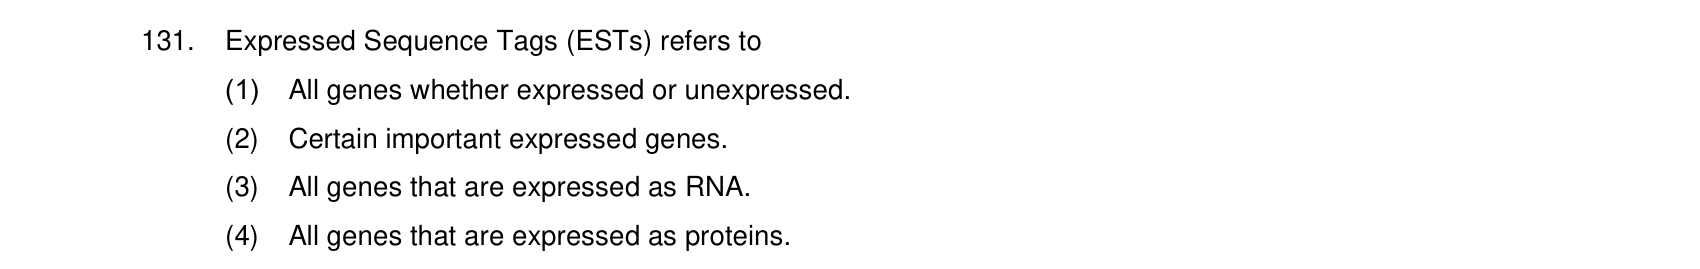 131. Expressed Sequence Tags (ESTs) refers to
(1) All genes whether expressed or unexpressed.
(2) Certain important expressed genes.
(3) All genes that are expressed as RNA.
(4) All genes that are expressed as proteins.